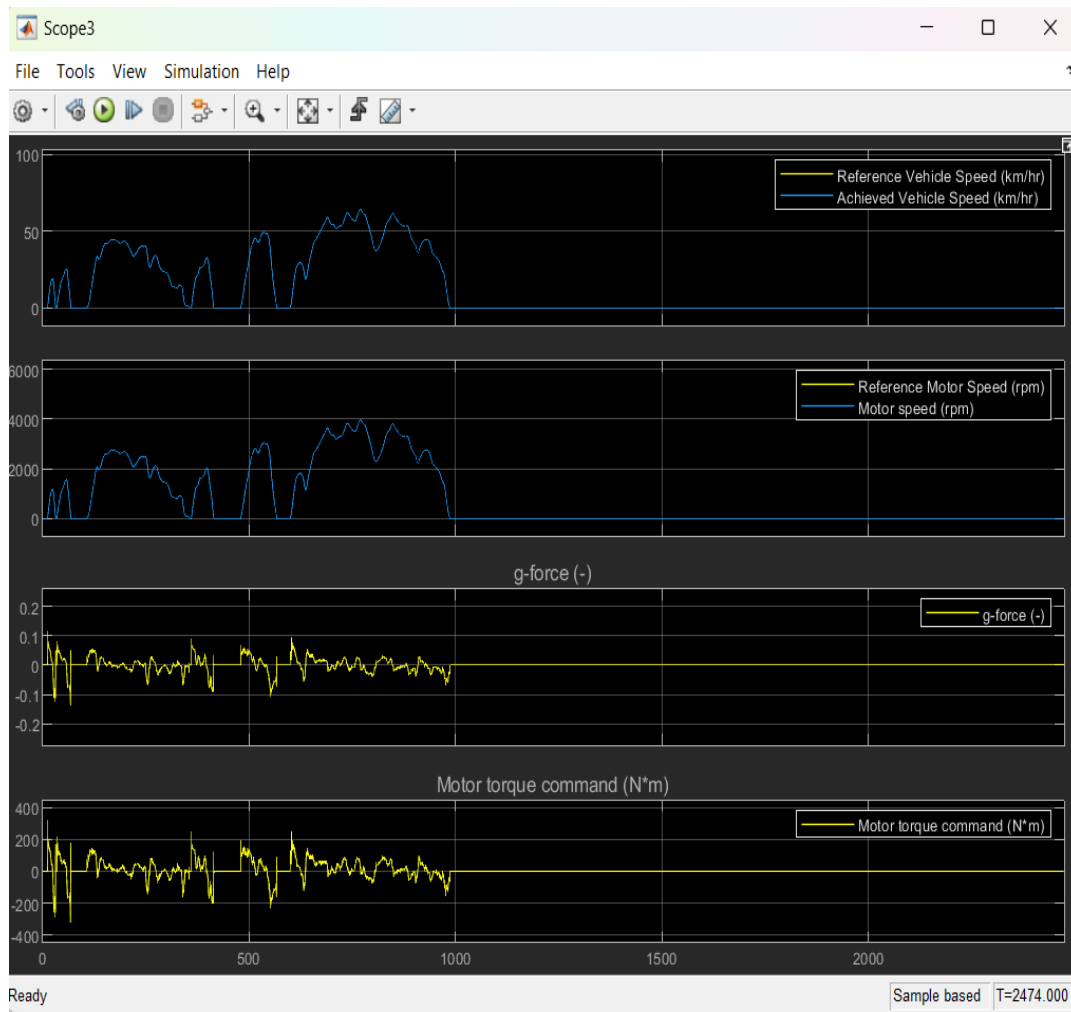 Scope3
File Tools View Simulation Help
100
50
0
Reference Vehicle Speed (km/hr)
Achieved Vehicle Speed (km/hr)
6000
4000
2000
0
Reference Motor Speed (rpm)
Motor speed (rpm)
g-force (-)
0.2
0.1
0
-0.1
-0.2
g-force (-)
Motor torque command (N*m)
400
200
0
-200
-400
Motor torque command (N*m)
0 500 1000 1500 2000
Ready Sample based T=2474.000